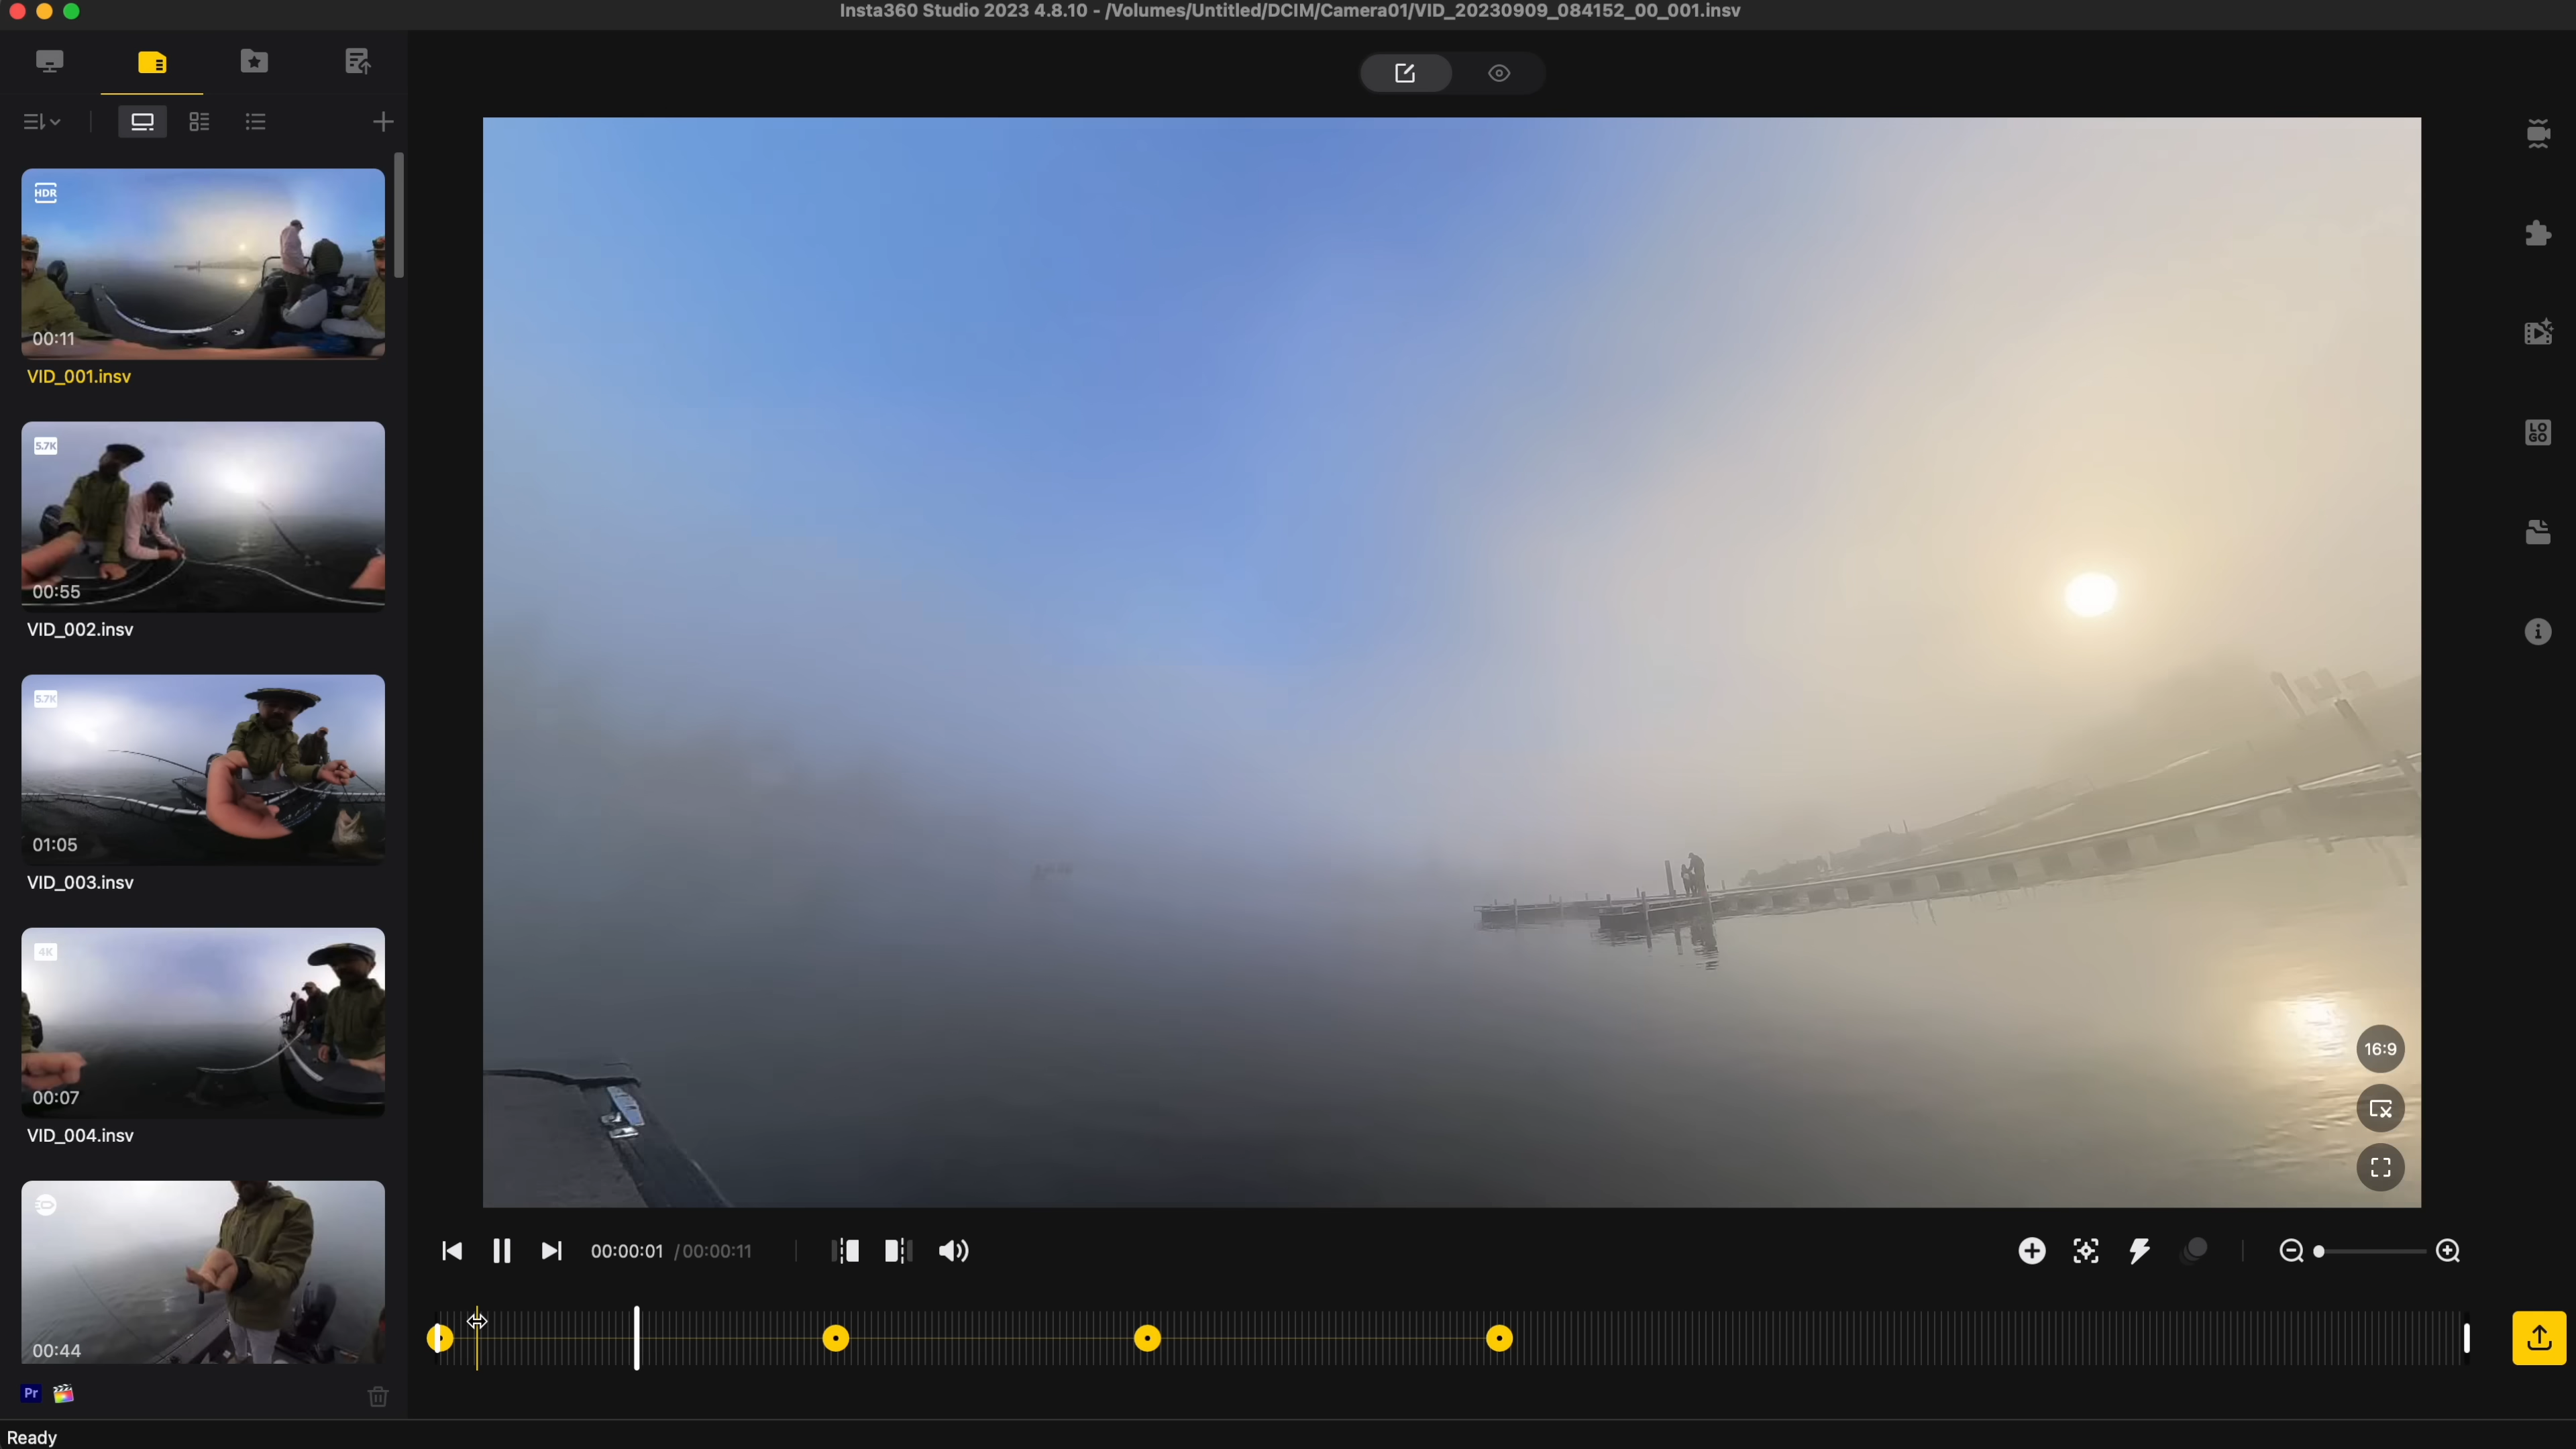 Insta360 Studio 2023 4.8.10 - /Volumes/Untitled/DCIM/Camera01/VID_20230909_084152_00_001.insv
HDR
00:11
VID_001.insv
5.7K
00:55
VID_002.insv
5.7K
01:05
VID_003.insv
4K
00:07
VID_004.insv
00:44
LO
GO
16:9
00:00:01 /00:00:11
Pr
Ready